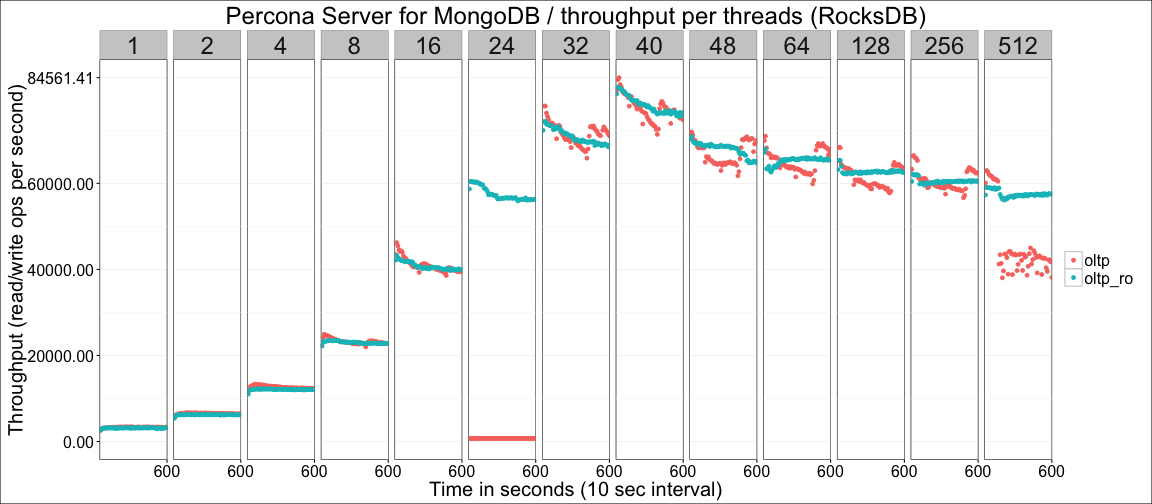 Percona Server for MongoDB / throughput per threads (RocksDB)
1 2 4 8 16 24 32 40 48 64 128 256 512
Throughput (read/write ops per second)
84561.41
60000.00
40000.00
20000.00
0.00
oltp
oltp_ro
600 600 600 600 600 600 600 600 600 600 600 600 600
Time in seconds (10 sec interval)